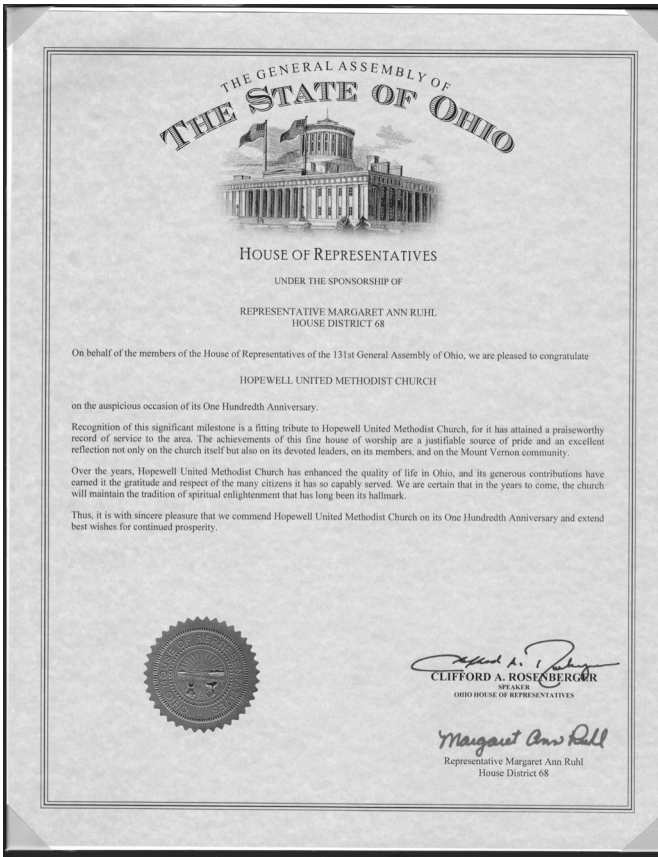 THE GENERAL ASSEMBLY OF
THE STATE OF OHIO
HOUSE OF REPRESENTATIVES
UNDER THE SPONSORSHIP OF
REPRESENTATIVE MARGARET ANN RUHL
HOUSE DISTRICT 68
On behalf of the members of the House of Representatives of the 131st General Assembly of Ohio, we are pleased to congratulate
HOPEWELL UNITED METHODIST CHURCH
on the auspicious occasion of its One Hundredth Anniversary.
Recognition of this significant milestone is a fitting tribute to Hopewell United Methodist Church, for it has attained a praiseworthy
record of service to the area. The achievements of this fine house of worship are a justifiable source of pride and an excellent
reflection not only on the church itself but also on its devoted leaders, on its members, and on the Mount Vernon community.
Over the years, Hopewell United Methodist Church has enhanced the quality of life in Ohio, and its generous contributions have
earned it the gratitude and respect of the many citizens it has so capably served. We are certain that in the years to come, the church
will maintain the tradition of spiritual enlightenment that has long been its hallmark.
Thus, it is with sincere pleasure that we commend Hopewell United Methodist Church on its One Hundredth Anniversary and extend
best wishes for continued prosperity.
HOUSE OF REPRESENTATIVES
OHIO
CLIFFORD A. ROSENBERGER
SPEAKER
OHIO HOUSE OF REPRESENTATIVES
Margaret Ann Ruhl
Representative Margaret Ann Ruhl
House District 68